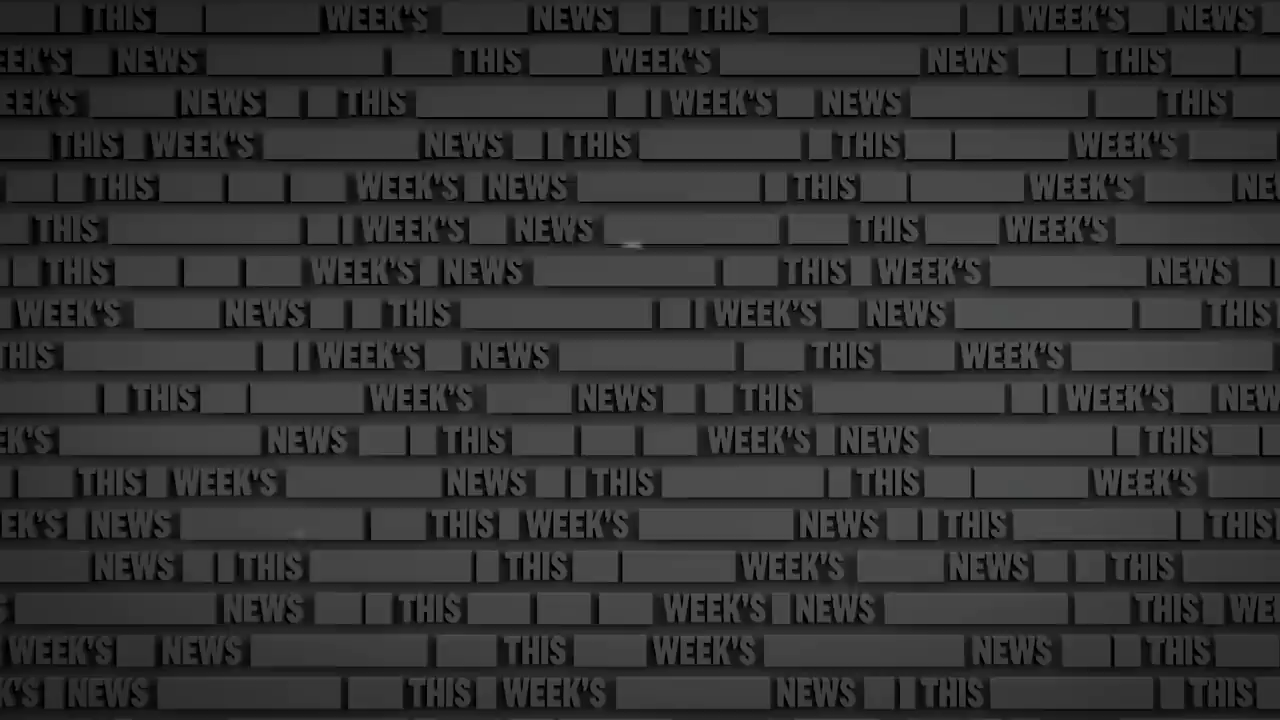 THIS WEEK'S NEWS THIS WEEK'S NEWS
EEK'S NEWS THIS WEEK'S NEWS THIS
EEK'S NEWS THIS WEEK'S NEWS THIS
THIS WEEK'S NEWS THIS THIS WEEK'S
THIS WEEK'S NEWS THIS WEEK'S NE
THIS WEEK'S NEWS THIS WEEK'S
THIS WEEK'S NEWS THIS WEEK'S NEWS
WEEK'S NEWS THIS WEEK'S NEWS THIS
THIS WEEK'S NEWS THIS WEEK'S
THIS WEEK'S NEWS THIS WEEK'S NEW
EK'S NEWS THIS WEEK'S NEWS THIS
THIS WEEK'S NEWS THIS THIS WEEK'S
EK'S NEWS THIS WEEK'S NEWS THIS THIS
NEWS THIS THIS WEEK'S NEWS THIS
S NEWS THIS WEEK'S NEWS THIS WE
WEEK'S NEWS THIS WEEK'S NEWS THIS
K'S NEWS THIS WEEK'S NEWS THIS THIS